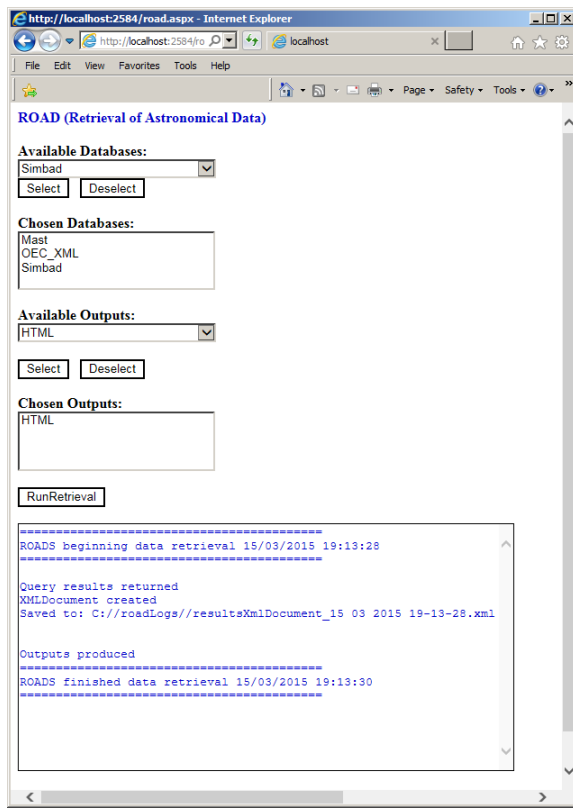 http://localhost:2584/road.aspx - Internet Explorer
http://localhost:2584/ro
localhost
File Edit View Favorites Tools Help
Page Safety Tools
ROAD (Retrieval of Astronomical Data)
Available Databases:
Simbad
Select Deselect
Chosen Databases:
Mast
OEC_XML
Simbad
Available Outputs:
HTML
Select Deselect
Chosen Outputs:
HTML
RunRetrieval
==========================================
ROADS beginning data retrieval 15/03/2015 19:13:28
==========================================
Query results returned
XMLDocument created
Saved to: C://roadLogs//resultsXmlDocument_15 03 2015 19-13-28.xml
Outputs produced
==========================================
ROADS finished data retrieval 15/03/2015 19:13:30
==========================================